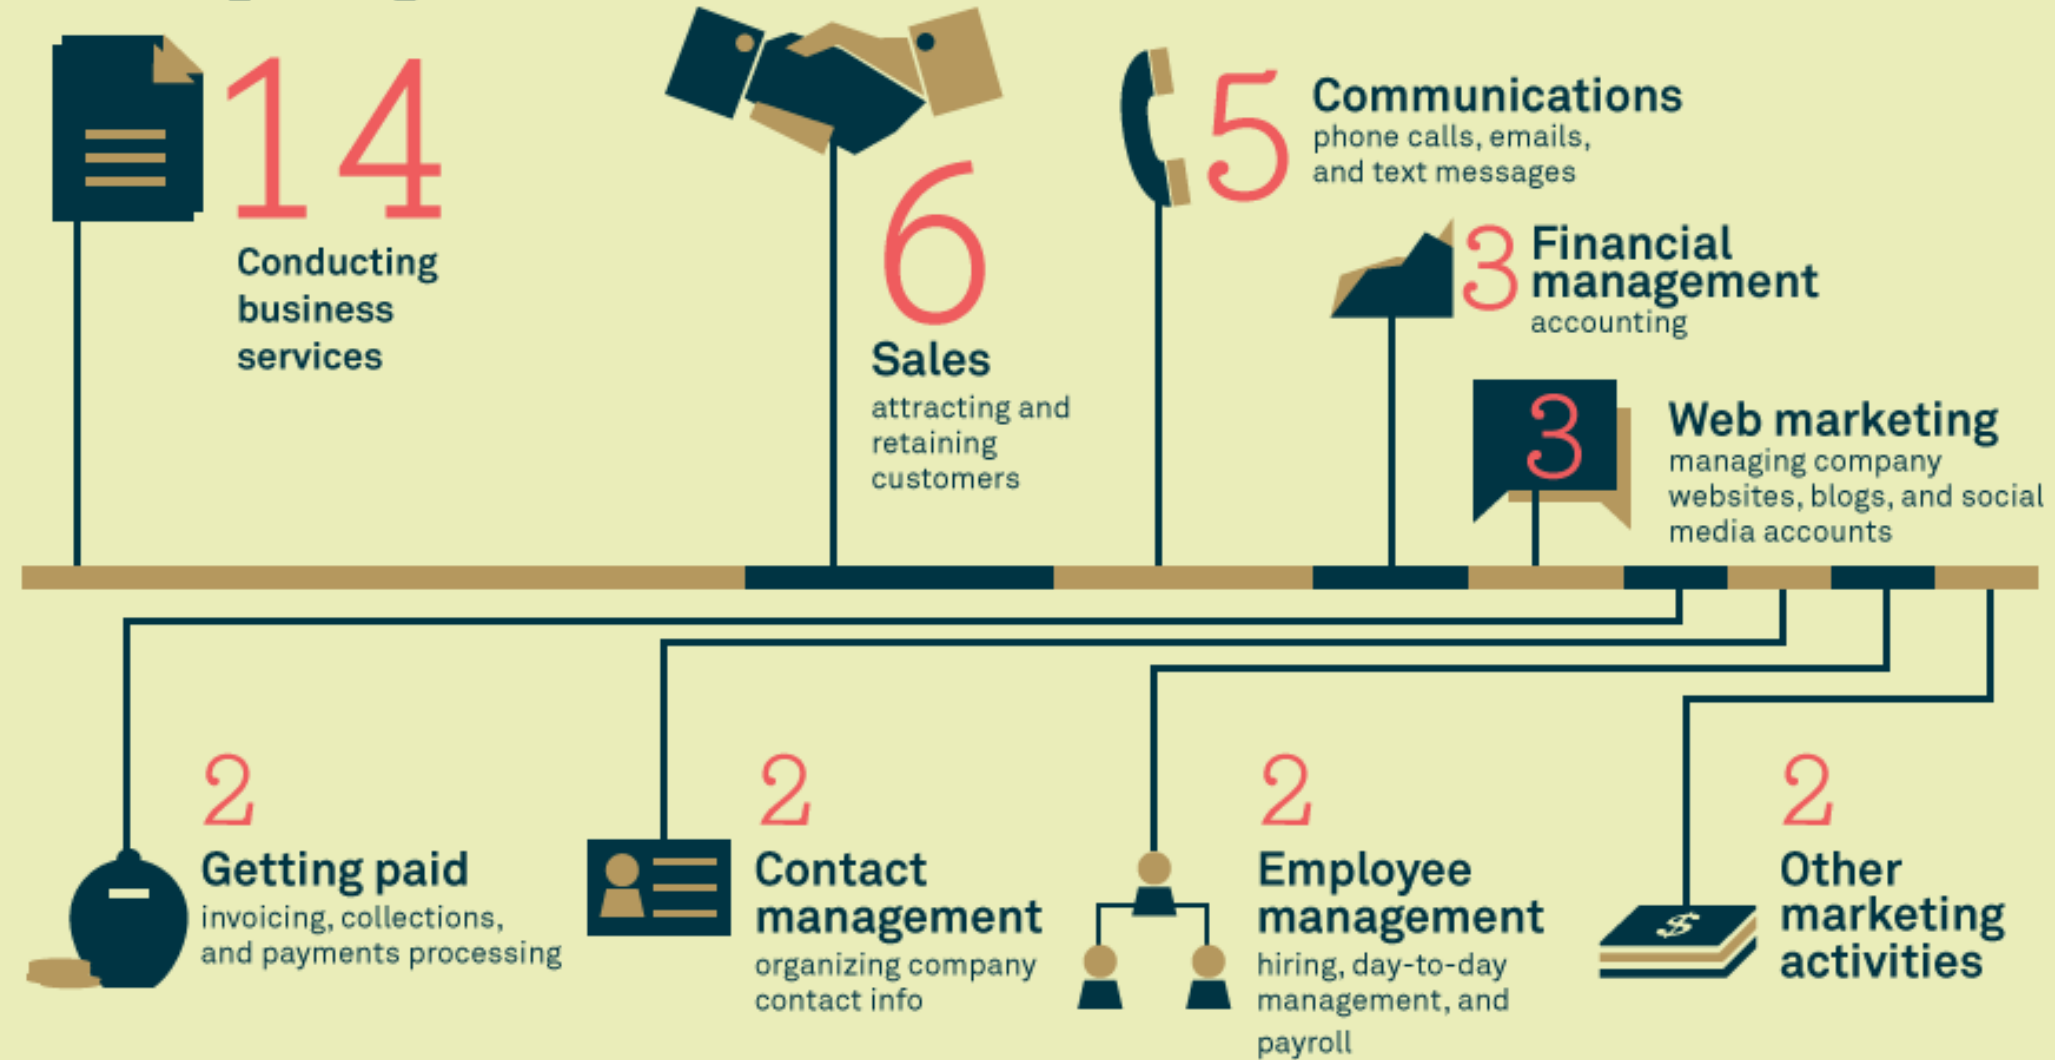 14
Conducting
business
services
6
Sales
attracting and
retaining
customers
5
Communications
phone calls, emails,
and text messages
3
Financial
management
accounting
3
Web marketing
managing company
websites, blogs, and social
media accounts
2
Getting paid
invoicing, collections,
and payments processing
2
Contact
management
organizing company
contact info
2
Employee
management
hiring, day-to-day
management, and
payroll
$
2
Other
marketing
activities